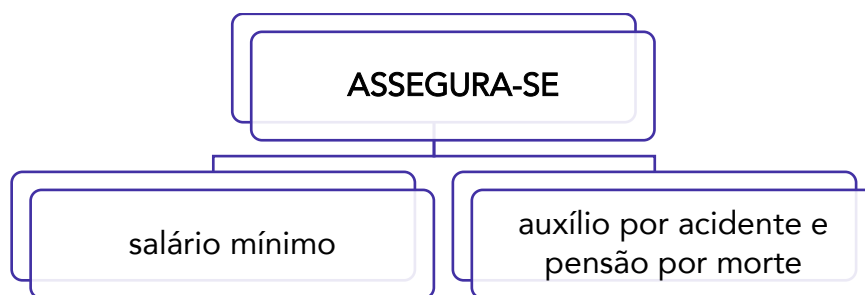 ASSEGURA-SE
salário mínimo
auxílio por acidente e
pensão por morte